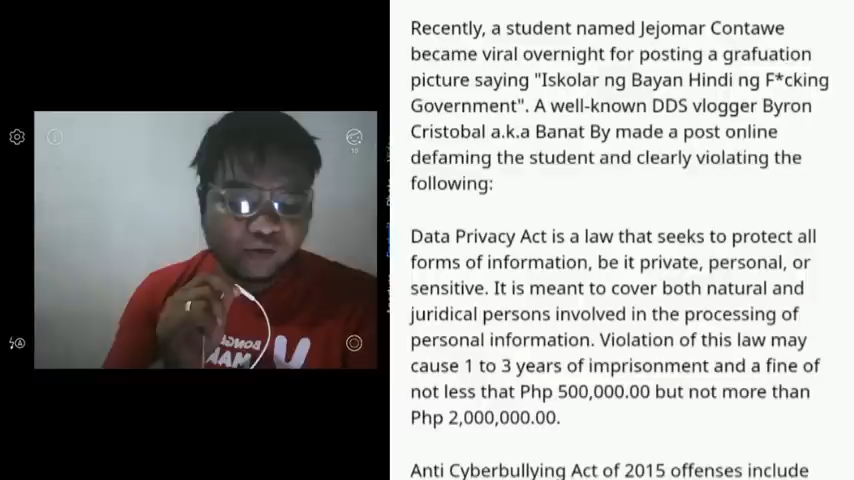 Recently, a student named Jejomar Contawe
became viral overnight for posting a grafuation
picture saying "Iskolar ng Bayan Hindi ng F*cking
Government". A well-known DDS vlogger Byron
Cristobal a.k.a Banat By made a post online
defaming the student and clearly violating the
following:
Data Privacy Act is a law that seeks to protect all
forms of information, be it private, personal, or
sensitive. It is meant to cover both natural and
juridical persons involved in the processing of
personal information. Violation of this law may
cause 1 to 3 years of imprisonment and a fine of
not less that Php 500,000.00 but not more than
Php 2,000,000.00.
Anti Cyberbullying Act of 2015 offenses include